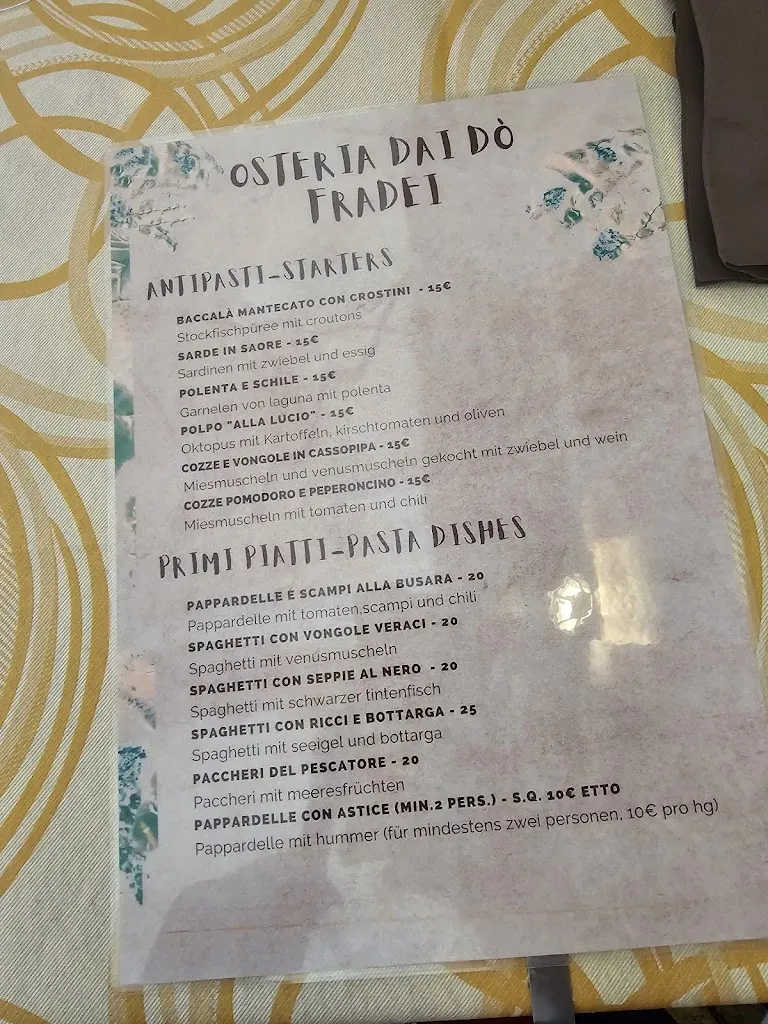 OSTERIA DAI DÒ
FRADEI
ANTIPASTI-STARTERS
BACCALÀ MANTECATO CON CROSTINI - 15€
Stockfischpüree mit croutons
SARDE IN SAORE - 15€
Sardinen mit zwiebel und essig
POLENTA E SCHILE - 15€
Garnelen von laguna mit polenta
POLPO "ALLA LUCIO" - 15€
Oktopus mit Kartoffeln, kirschtomaten und oliven
COZZE E VONGOLE IN CASSOPIPA - 15€
Miesmuscheln und venusmuscheln gekocht mit zwiebel und wein
COZZE POMODORO E PEPERONCINO - 15€
Miesmuscheln mit tomaten und chili
PRIMI PIATTI-PASTA DISHES
PAPPARDELLE E SCAMPI ALLA BUSARA - 20
Pappardelle mit tomaten,scampi und chili
SPAGHETTI CON VONGOLE VERACI - 20
Spaghetti mit venusmuscheln
SPAGHETTI CON SEPPIE AL NERO - 20
Spaghetti mit schwarzer tintenfisch
SPAGHETTI CON RICCI E BOTTARGA - 25
Spaghetti mit seeigel und bottarga
PACCHERI DEL PESCATORE - 20
Paccheri mit meeresfrüchten
PAPPARDELLE CON ASTICE (MIN.2 PERS.) - S.Q. 10€ ETTO
Pappardelle mit hummer (für mindestens zwei personen, 10€ pro hg)